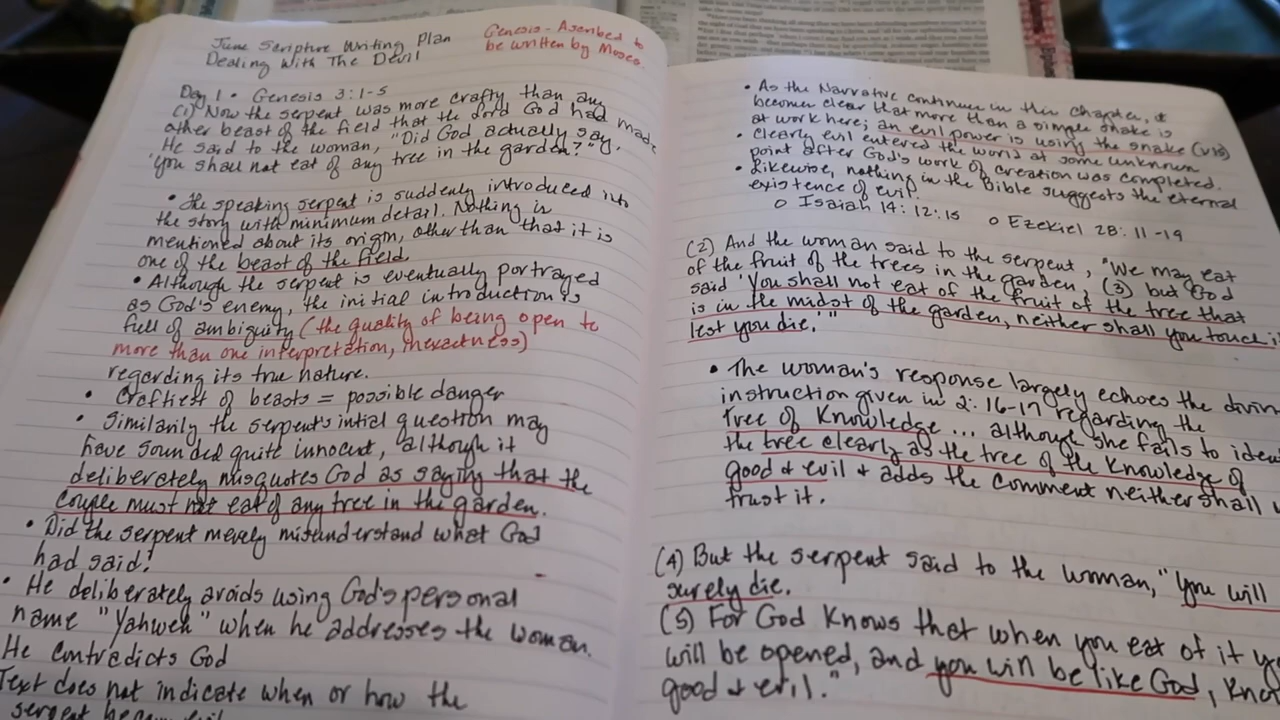 June Scripture Writing Plan
Dealing With The Devil
Genesis - Ascribed to
be written by Moses.
Day 1 • Genesis 3:1-5
(1) Now the serpent was more crafty than any
other beast of the field that the Lord God had made
He said to the woman, "Did God actually say,
'you shall not eat of any tree in the garden?"
• The speaking serpent is suddenly introduced into
the story with minimum detail. Nothing is
mentioned about its origin, other than that it is
one of the beast of the field.
• Although the serpent is eventually portrayed
as God's enemy, the initial introduction is
full of ambiguity (the quality of being open to
more than one interpretation, inexactness)
regarding its true nature.
• Craftiest of beasts = possible danger
• Similarly the serpent's intial question may
have sounded quite innocent, although it
deliberately misquotes God as saying that the
couple must not eat of any tree in the garden.
• Did the serpent merely misunderstand what God
had said?
• He deliberately avoids using God's personal
name "Yahweh" when he addresses the woman.
He contradicts God
Text does not indicate when or how the
serpent became evil
• As the Narrative continue in this chapter, it
becomes clear that more than a simple snake is
at work here; an evil power is using the snake (v15)
• Clearly evil entered the world at some unknown
point after God's work of creation was completed.
• Likewise, nothing in the Bible suggests the eternal
existence of evil.
o Isaiah 14:12-15 o Ezekiel 28:11-19
(2) And the woman said to the serpent, "We may eat
of the fruit of the trees in the garden, (3) but God
said 'You shall not eat of the fruit of the tree that
is in the midst of the garden, neither shall you touch it
lest you die.'"
• The woman's response largely echoes the divin
instruction given in 2:16-17 regarding the
Tree of Knowledge ... although she fails to iden
the tree clearly as the tree of the Knowledge of
good & evil & adds the comment neither shall
trust it.
(4) But the serpent said to the woman, "You will
surely die.
(5) For God knows that when you eat of it yo
will be opened, and you will be like God, know
good & evil."